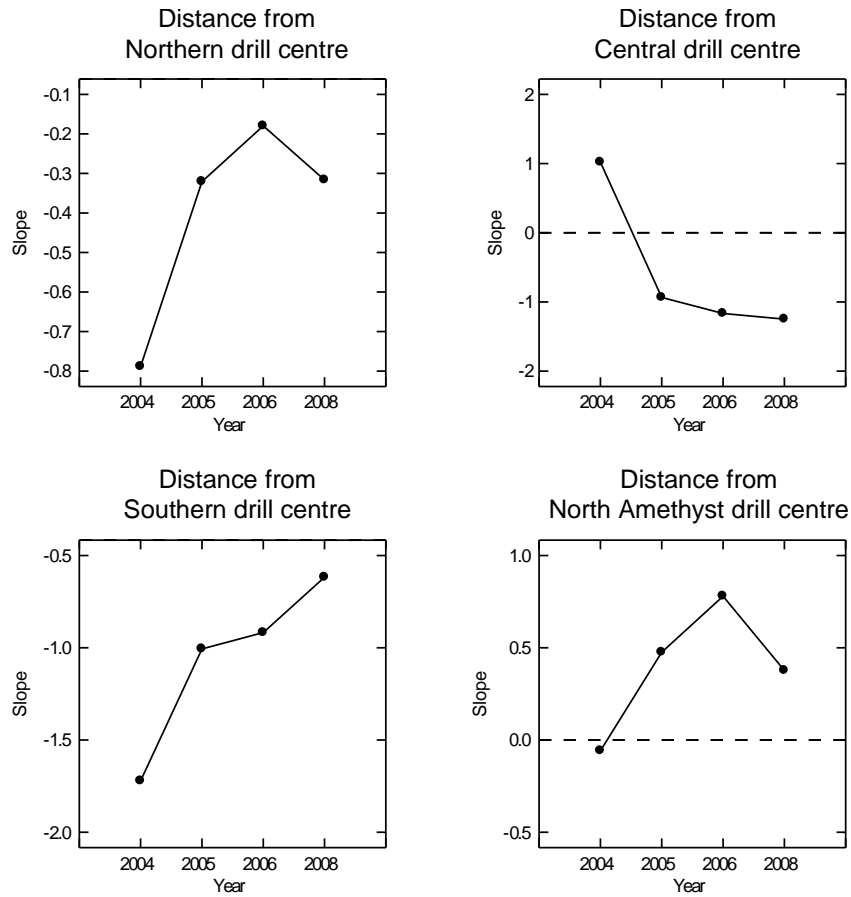 Distance from
Northern drill centre
-0.1
-0.2
-0.3
-0.4
-0.5
-0.6
-0.7
-0.8
Slope
2004 2005 2006 2008
Year
Distance from
Central drill centre
2
1
0
-1
-2
Slope
2004 2005 2006 2008
Year
Distance from
Southern drill centre
-0.5
-1.0
-1.5
-2.0
Slope
2004 2005 2006 2008
Year
Distance from
North Amethyst drill centre
1.0
0.5
0.0
-0.5
Slope
2004 2005 2006 2008
Year